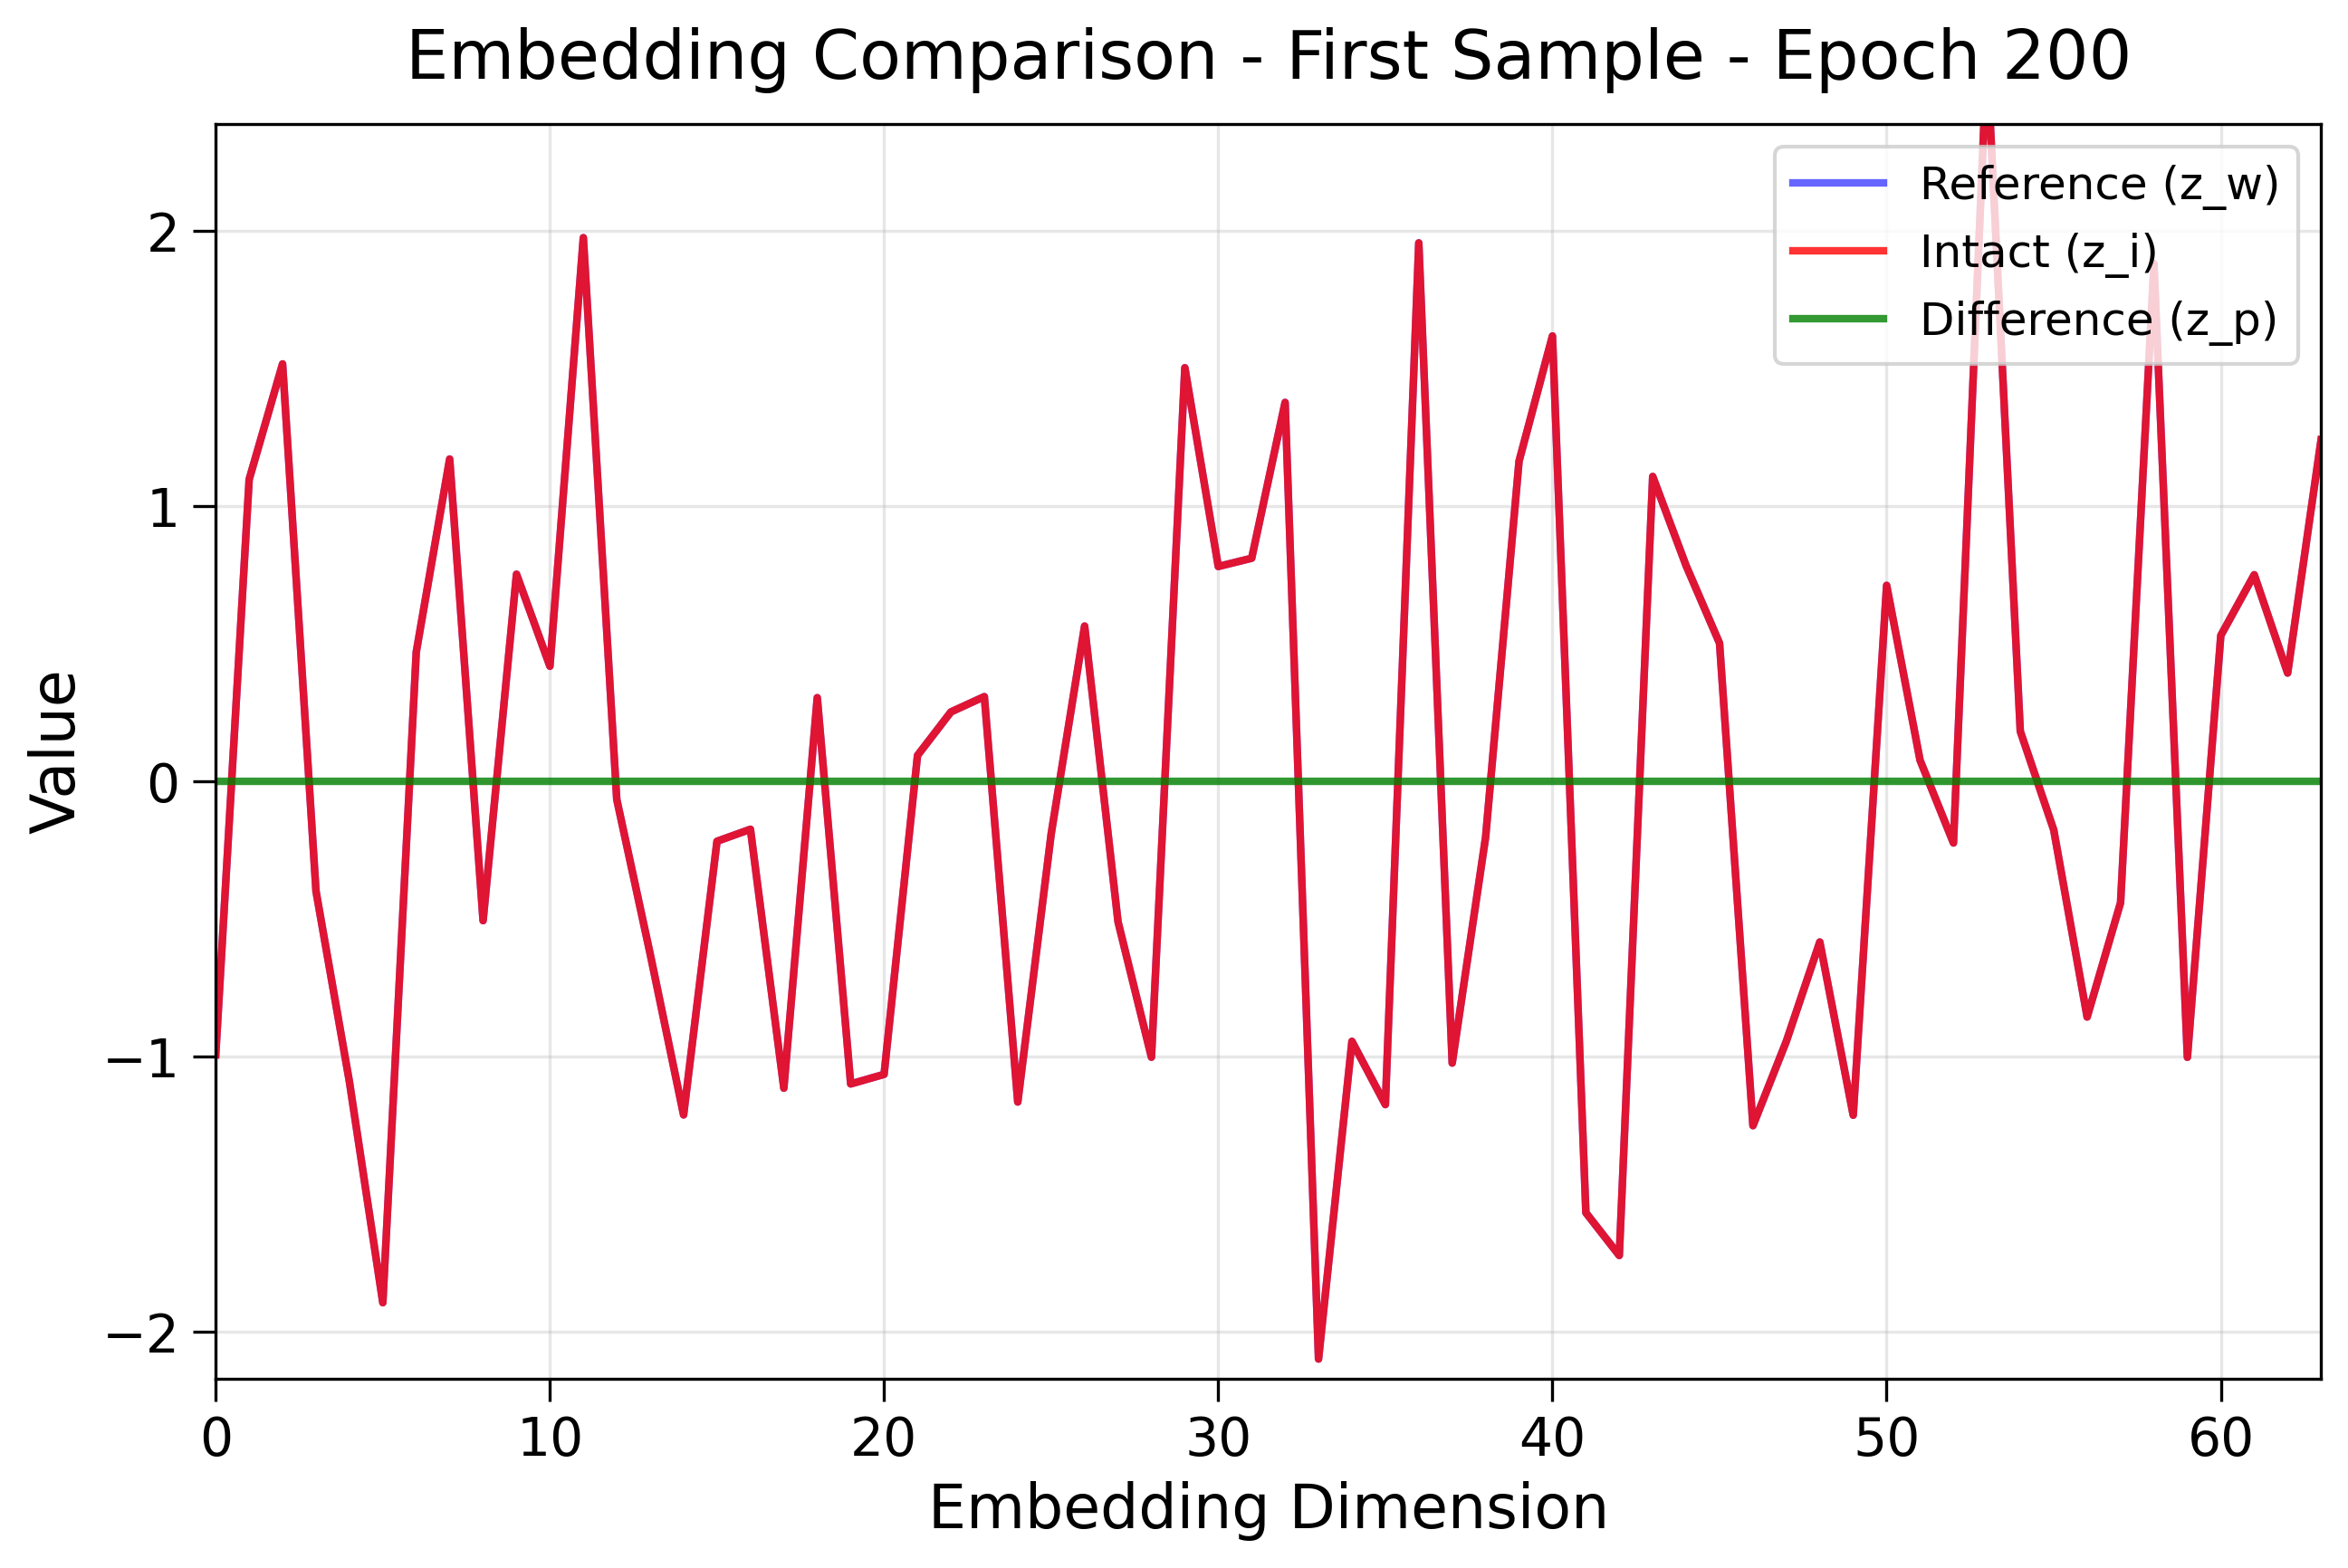 Embedding Comparison - First Sample - Epoch 200
Reference (z_w)
Intact (z_i)
Difference (z_p)
Value
2
1
0
−1
−2
0 10 20 30 40 50 60
Embedding Dimension